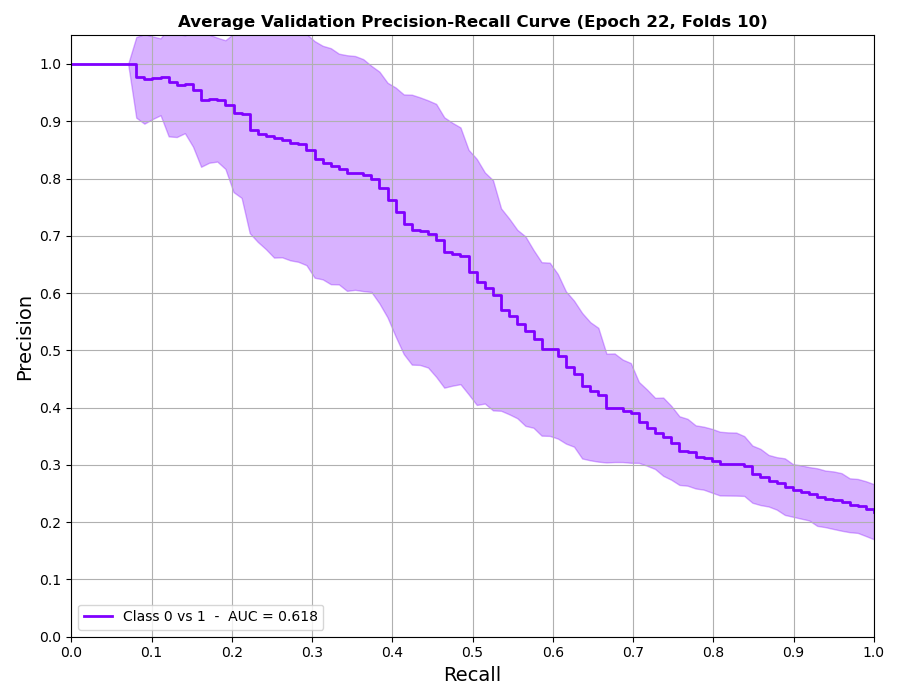 Average Validation Precision-Recall Curve (Epoch 22, Folds 10)
Precision
1.0
0.9
0.8
0.7
0.6
0.5
0.4
0.3
0.2
0.1
0.0
Class 0 vs 1 - AUC = 0.618
0.0 0.1 0.2 0.3 0.4 0.5 0.6 0.7 0.8 0.9 1.0
Recall